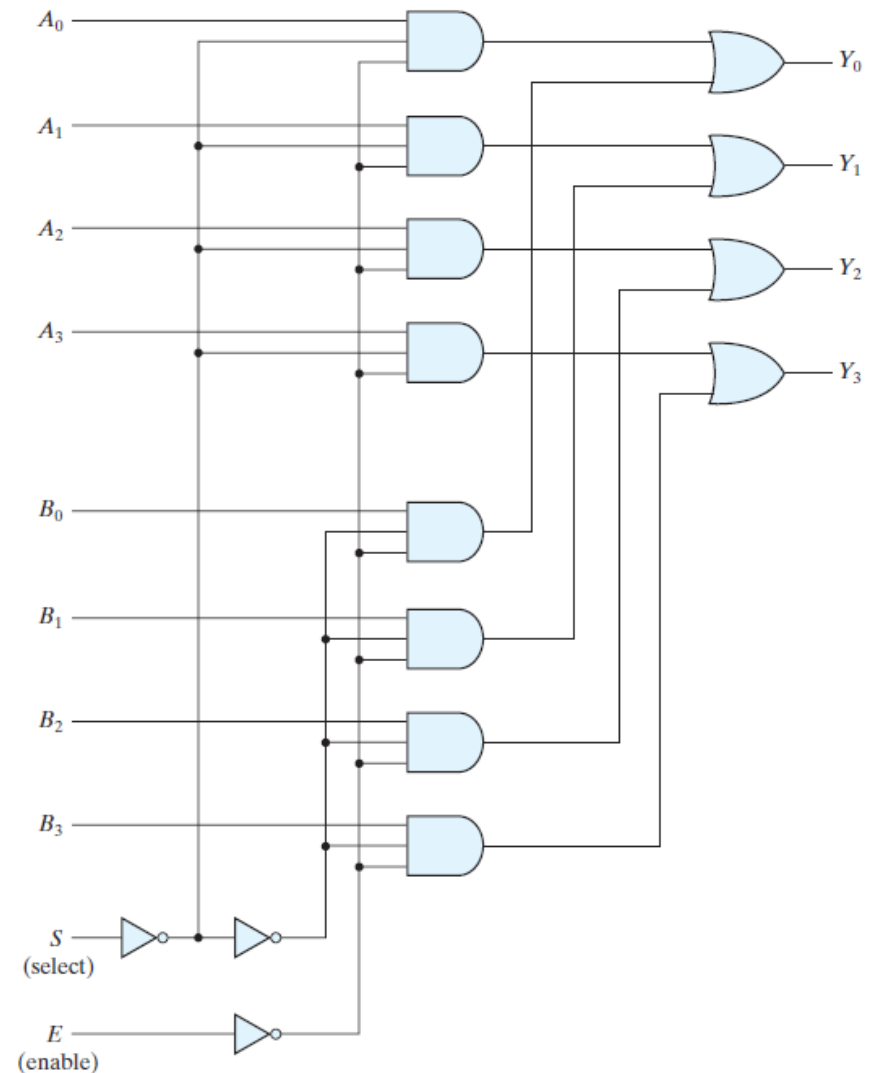 A₀
Y₀
A₁
Y₁
A₂
Y₂
A₃
Y₃
B₀
B₁
B₂
B₃
S
(select)
E
(enable)